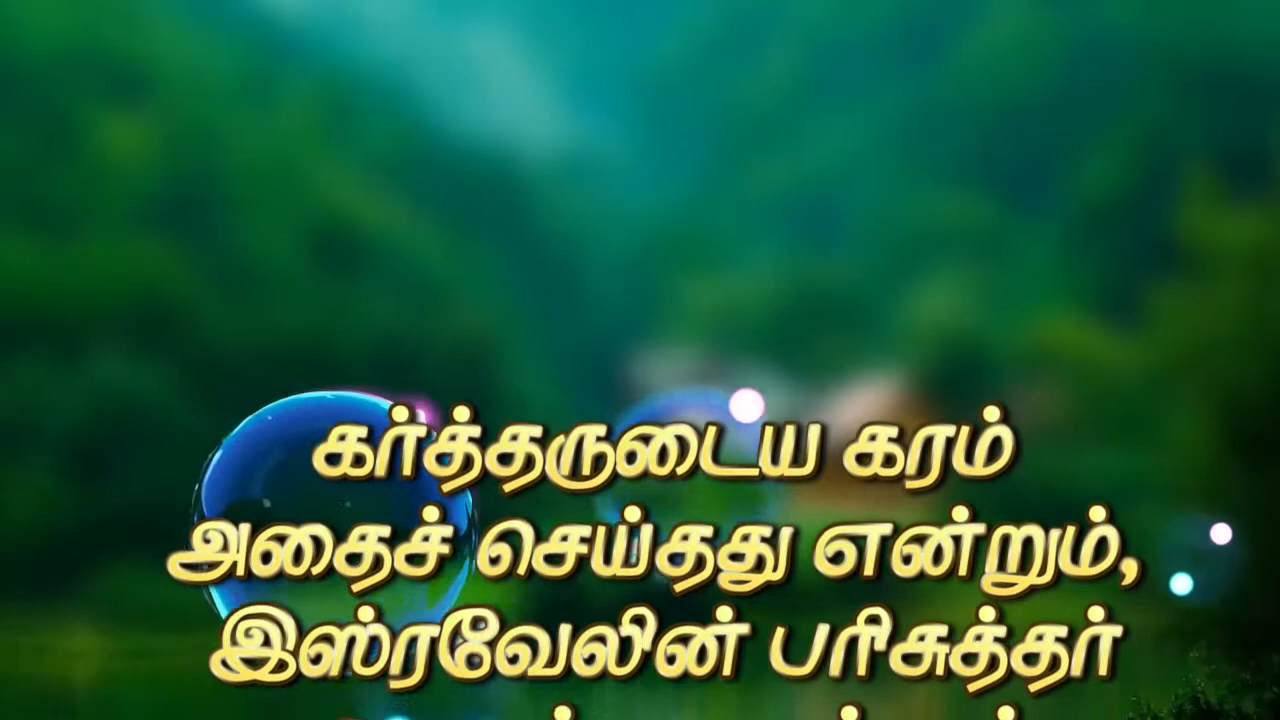 கர்த்தருடைய கரம்
அதைச் செய்தது என்றும்,
இஸ்ரவேலின் பரிசுத்தர்